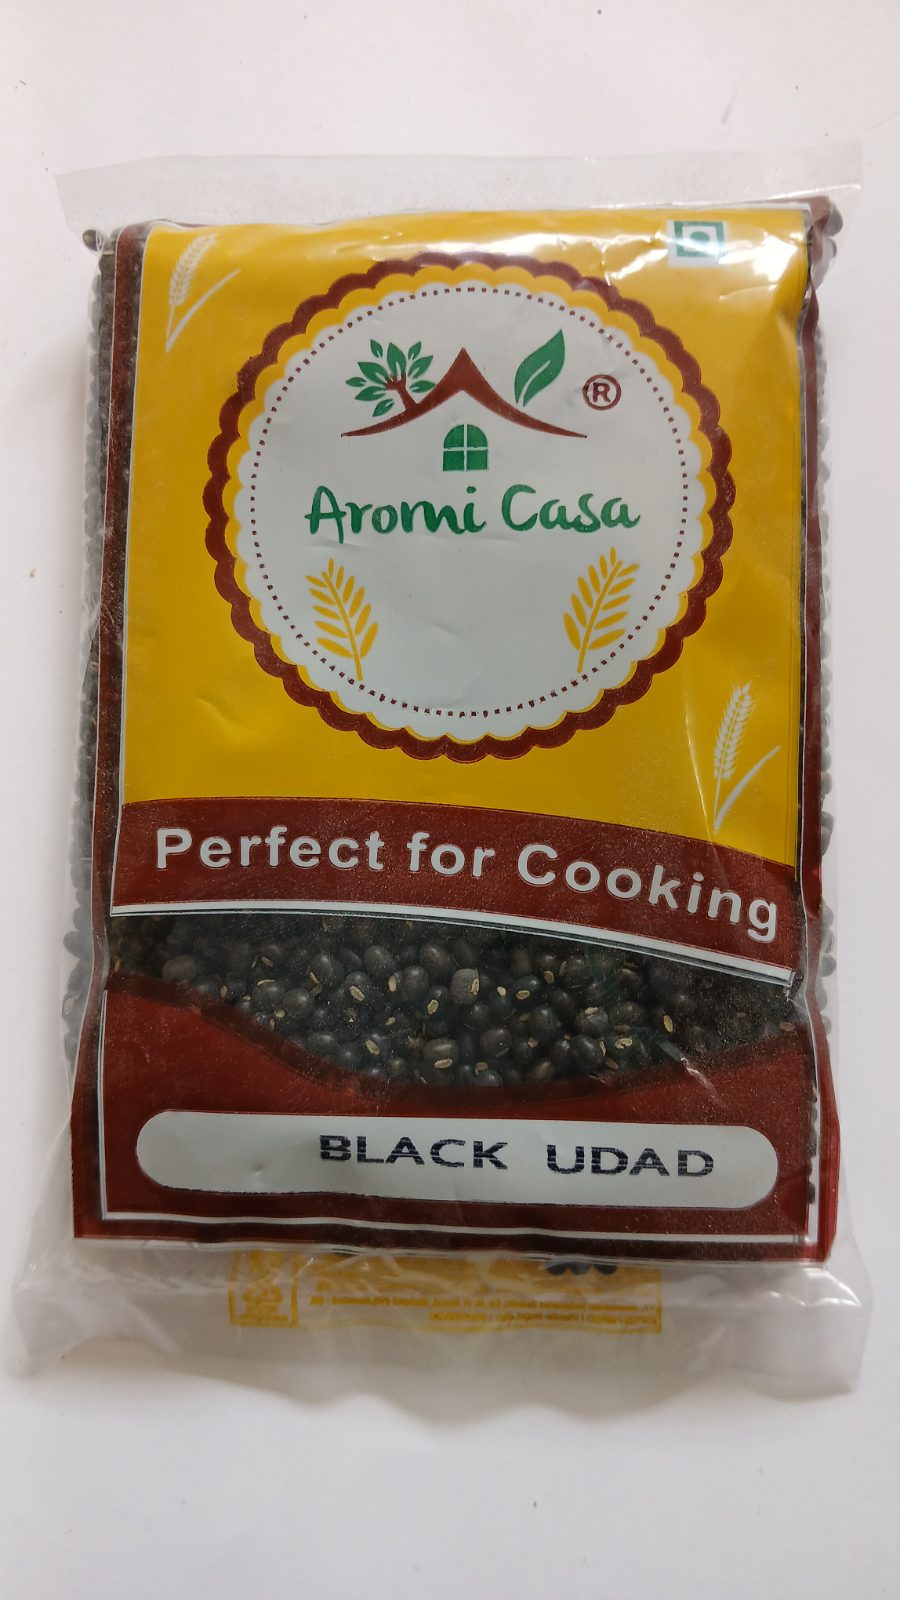 ®
Aromi Casa
Perfect for Cooking
BLACK UDAD